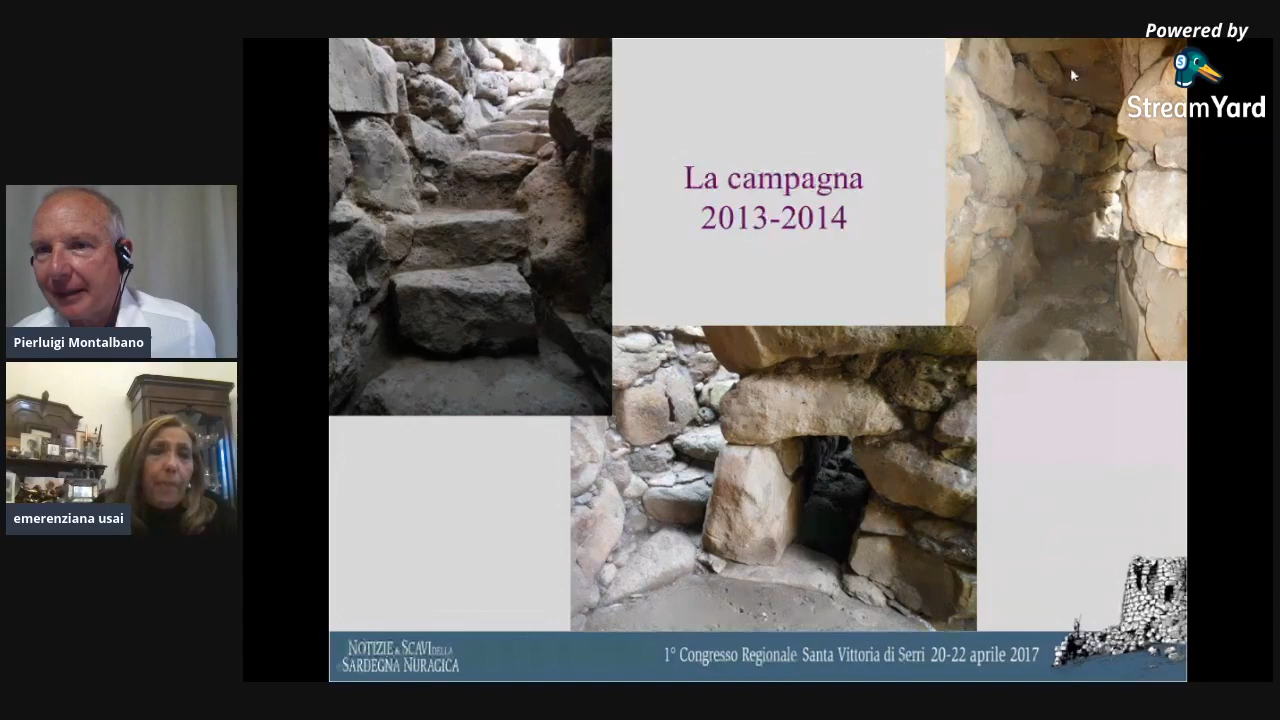 Powered by
StreamYard
La campagna
2013-2014
Pierluigi Montalbano
emerenziana usai
NOTIZIE & SCAVI DELLA
SARDEGNA NURAGICA
1° Congresso Regionale Santa Vittoria di Serri 20-22 aprile 2017